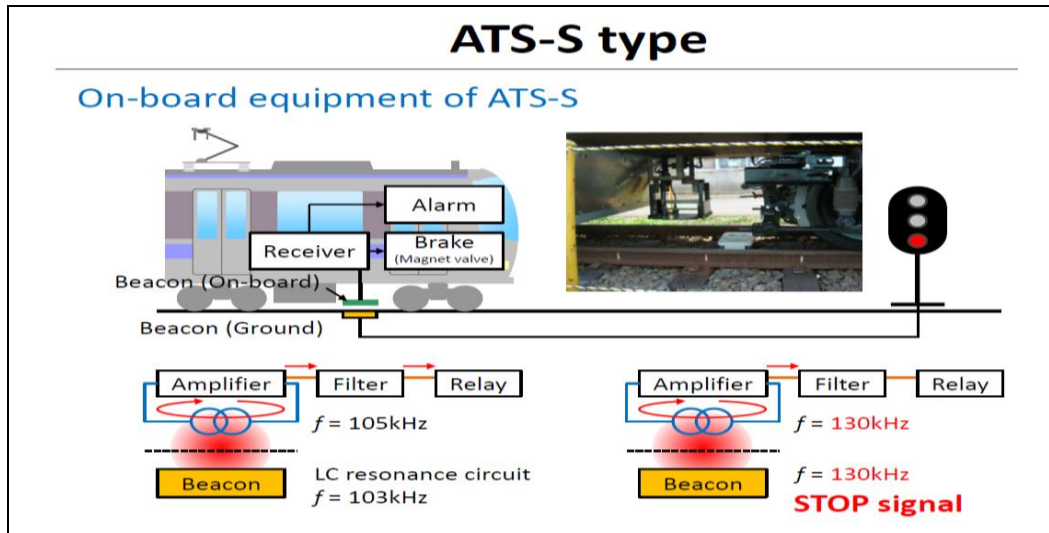 ATS-S type
On-board equipment of ATS-S
Alarm
Receiver
Brake
(Magnet valve)
Beacon (On-board)
Beacon (Ground)
Amplifier
Filter
Relay
f = 105kHz
LC resonance circuit
f = 103kHz
Beacon
Amplifier
Filter
Relay
f = 130kHz
f = 130kHz
Beacon
STOP signal